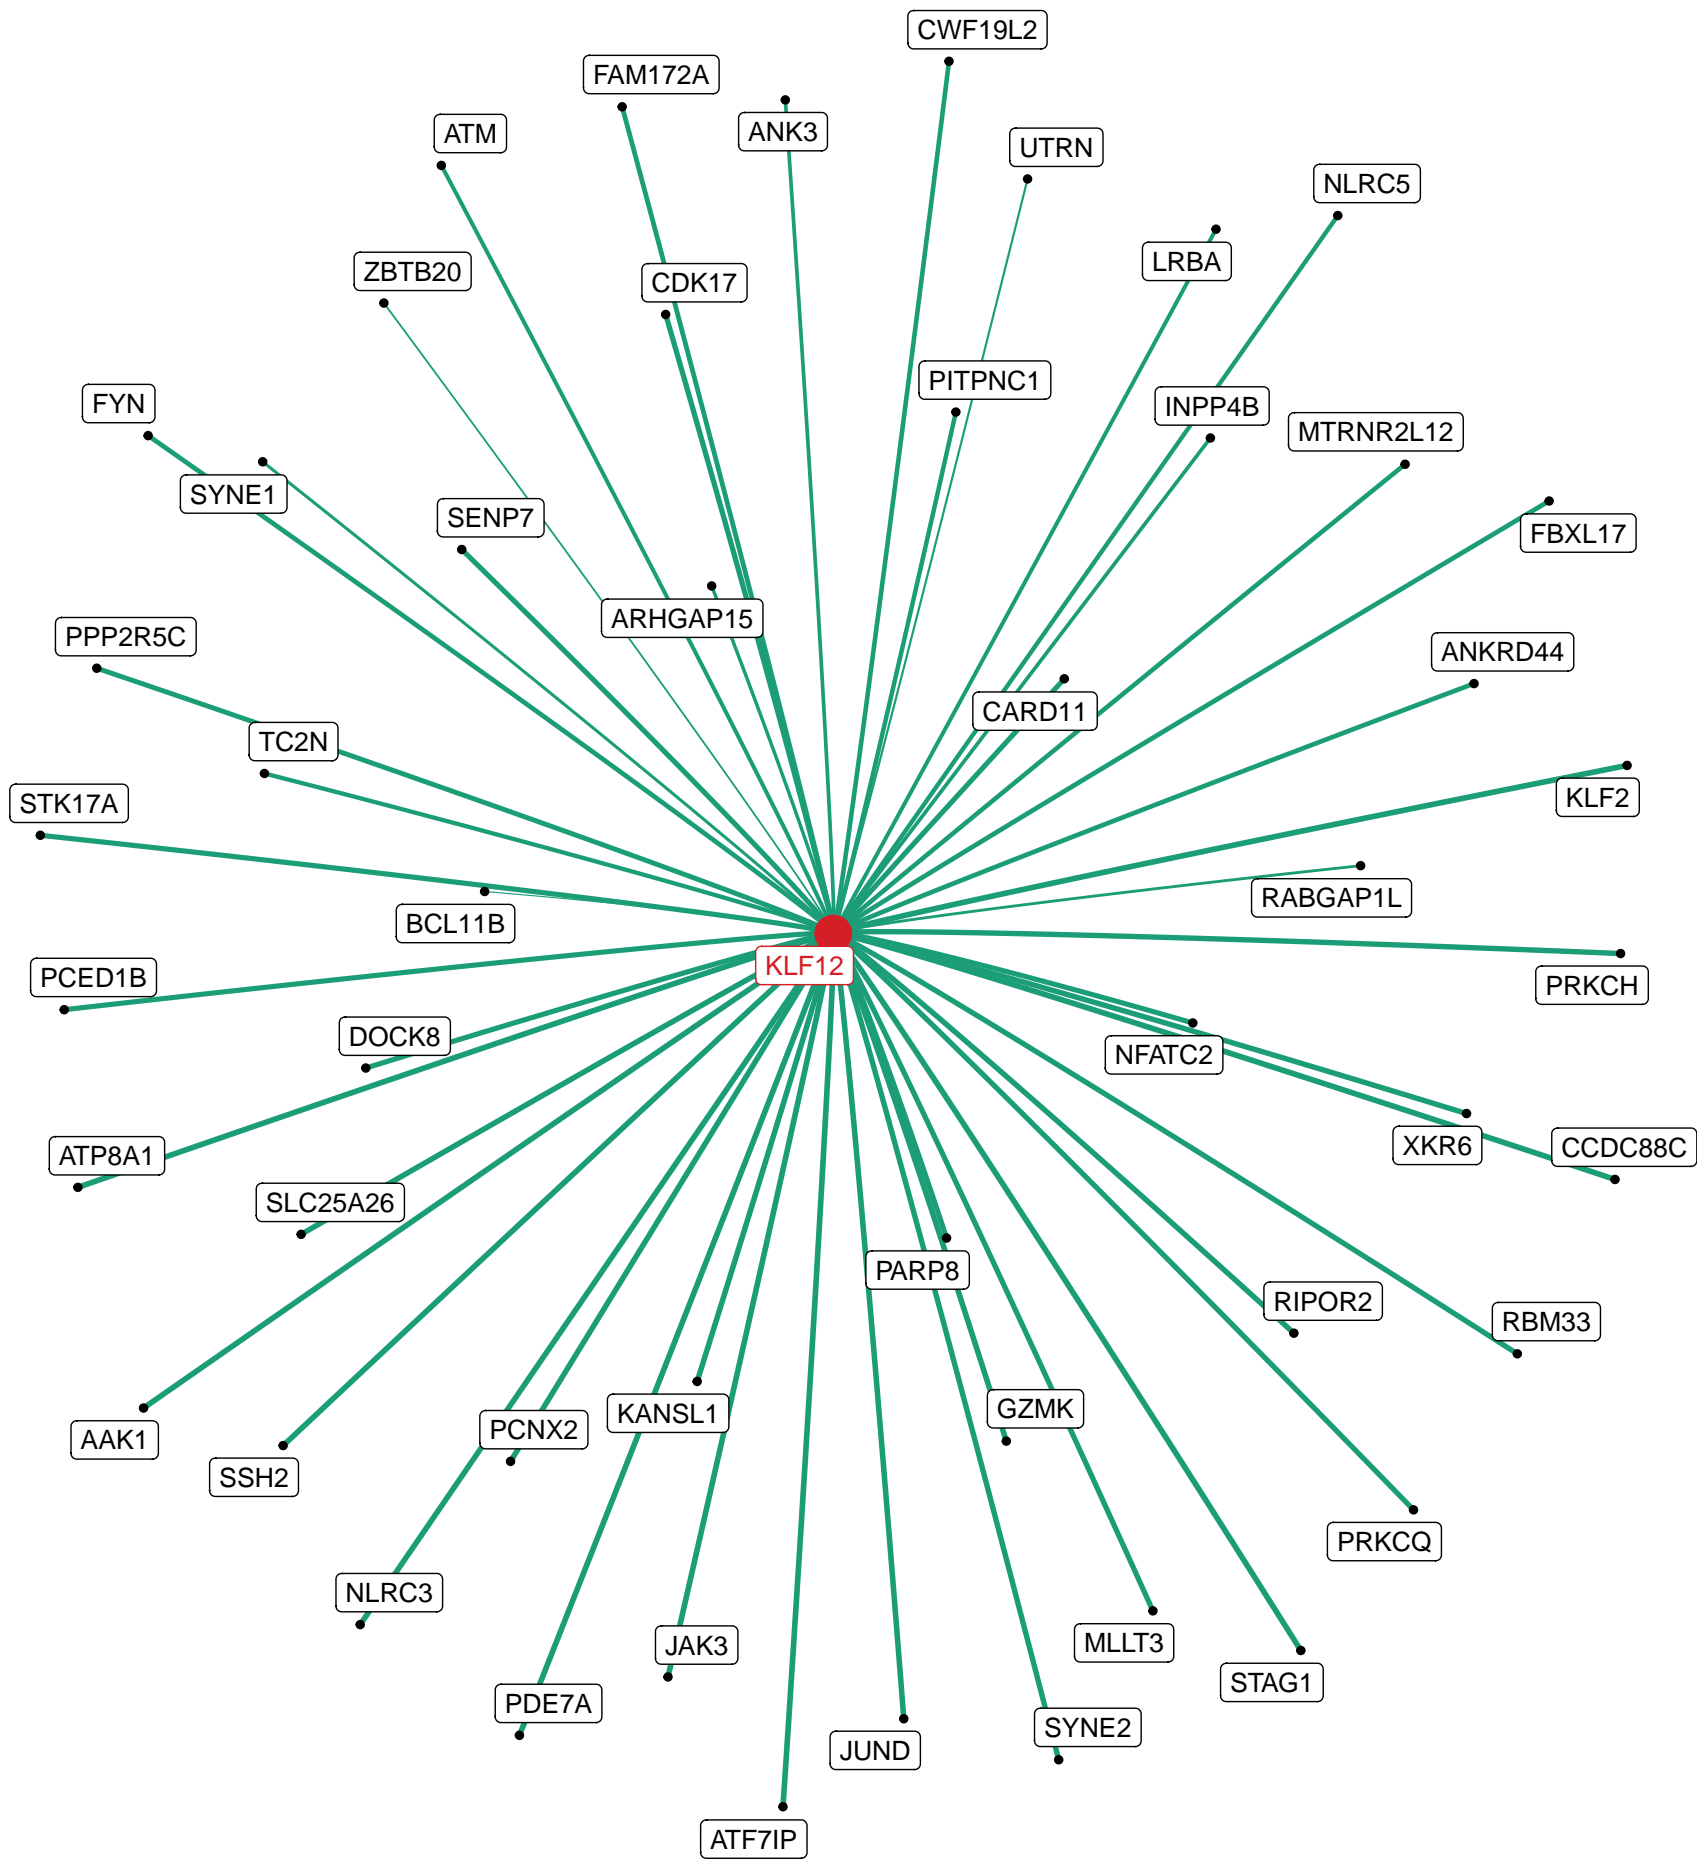 CWF19L2
FAM172A
ANK3
ATM
UTRN
NLRC5
LRBA
ZBTB20
CDK17
PITPNC1
FYN
INPP4B
MTRNR2L12
SYNE1
SENP7
FBXL17
ARHGAP15
PPP2R5C
ANKRD44
CARD11
TC2N
STK17A
KLF2
RABGAP1L
BCL11B
KLF12
PCED1B
PRKCH
DOCK8
NFATC2
XKR6
CCDC88C
ATP8A1
SLC25A26
PARP8
RIPOR2
RBM33
GZMK
KANSL1
PCNX2
AAK1
SSH2
PRKCQ
NLRC3
MLLT3
JAK3
STAG1
PDE7A
SYNE2
JUND
ATF7IP